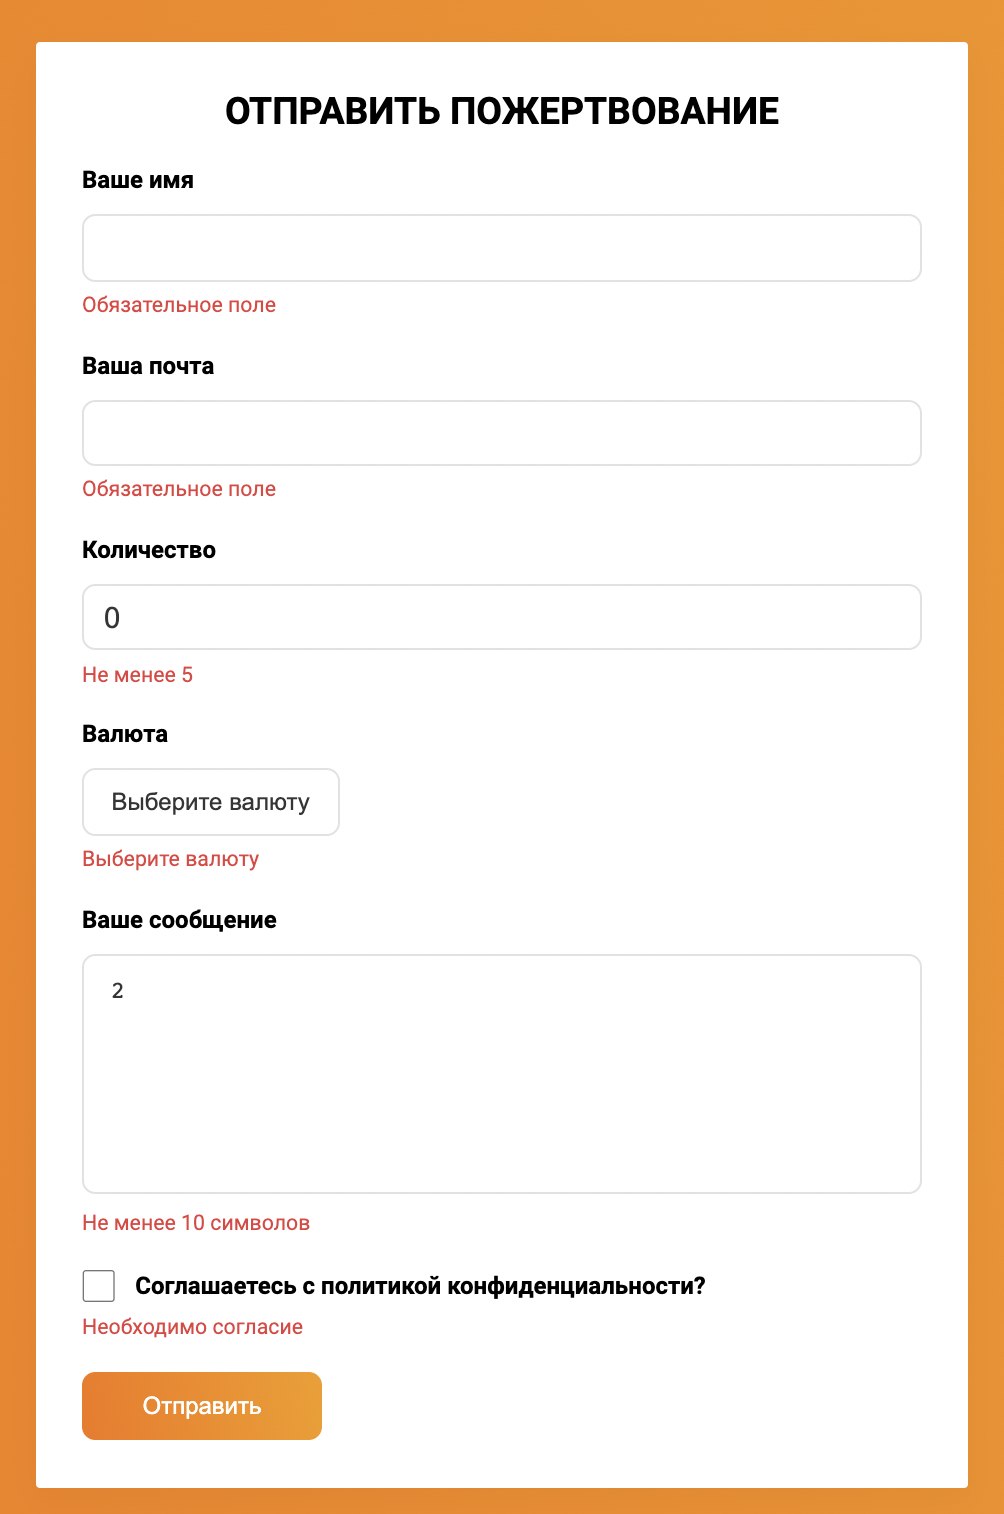 ОТПРАВИТЬ ПОЖЕРТВОВАНИЕ
Ваше имя
Обязательное поле
Ваша почта
Обязательное поле
Количество
0
Не менее 5
Валюта
Выберите валюту
Выберите валюту
Ваше сообщение
2
Не менее 10 символов
Соглашаетесь с политикой конфиденциальности?
Необходимо согласие
Отправить